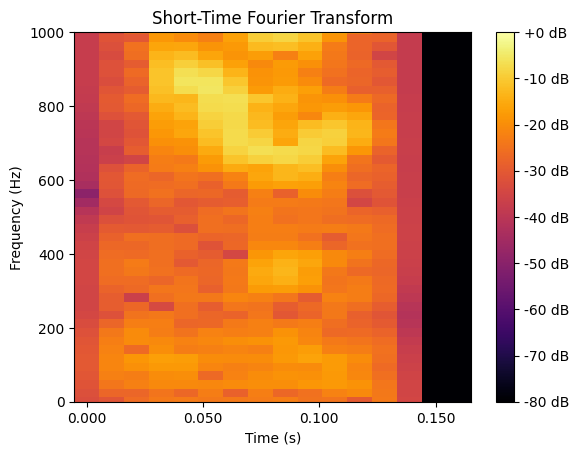 Short-Time Fourier Transform
1000
800
600
400
200
0
Frequency (Hz)
0.000
0.050
0.100
0.150
Time (s)
+0 dB
-10 dB
-20 dB
-30 dB
-40 dB
-50 dB
-60 dB
-70 dB
-80 dB